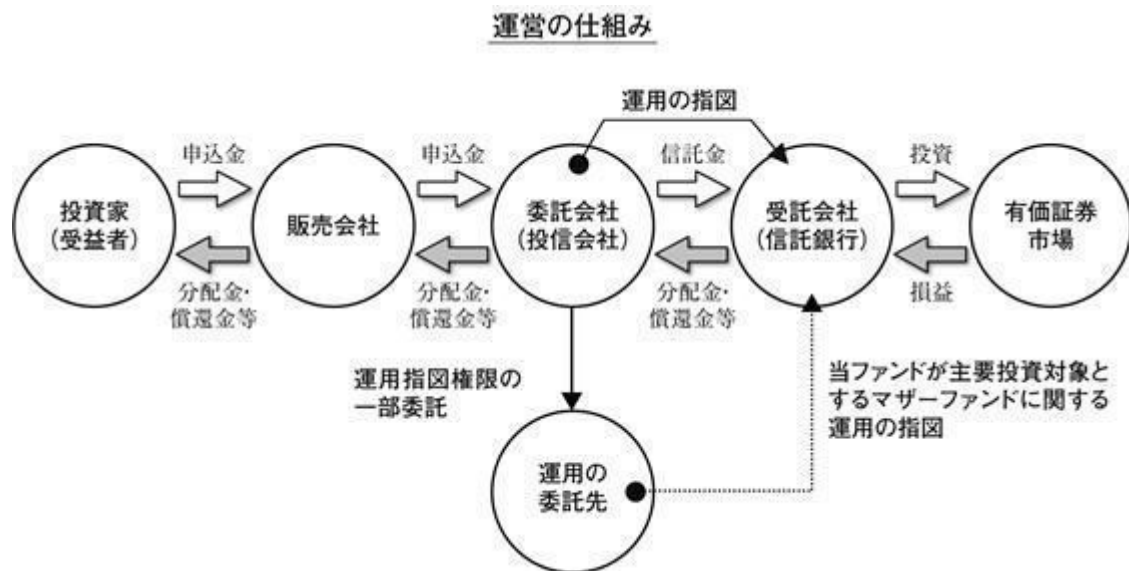 運営の仕組み
運用の指図
申込金
申込金
信託金
投資
投資家
(受益者)
販売会社
委託会社
(投信会社)
受託会社
(信託銀行)
有価証券
市場
分配金・
償還金等
分配金・
償還金等
分配金・
償還金等
損益
運用指図権限の
一部委託
当ファンドが主要投資対象と
するマザーファンドに関する
運用の指図
運用の
委託先